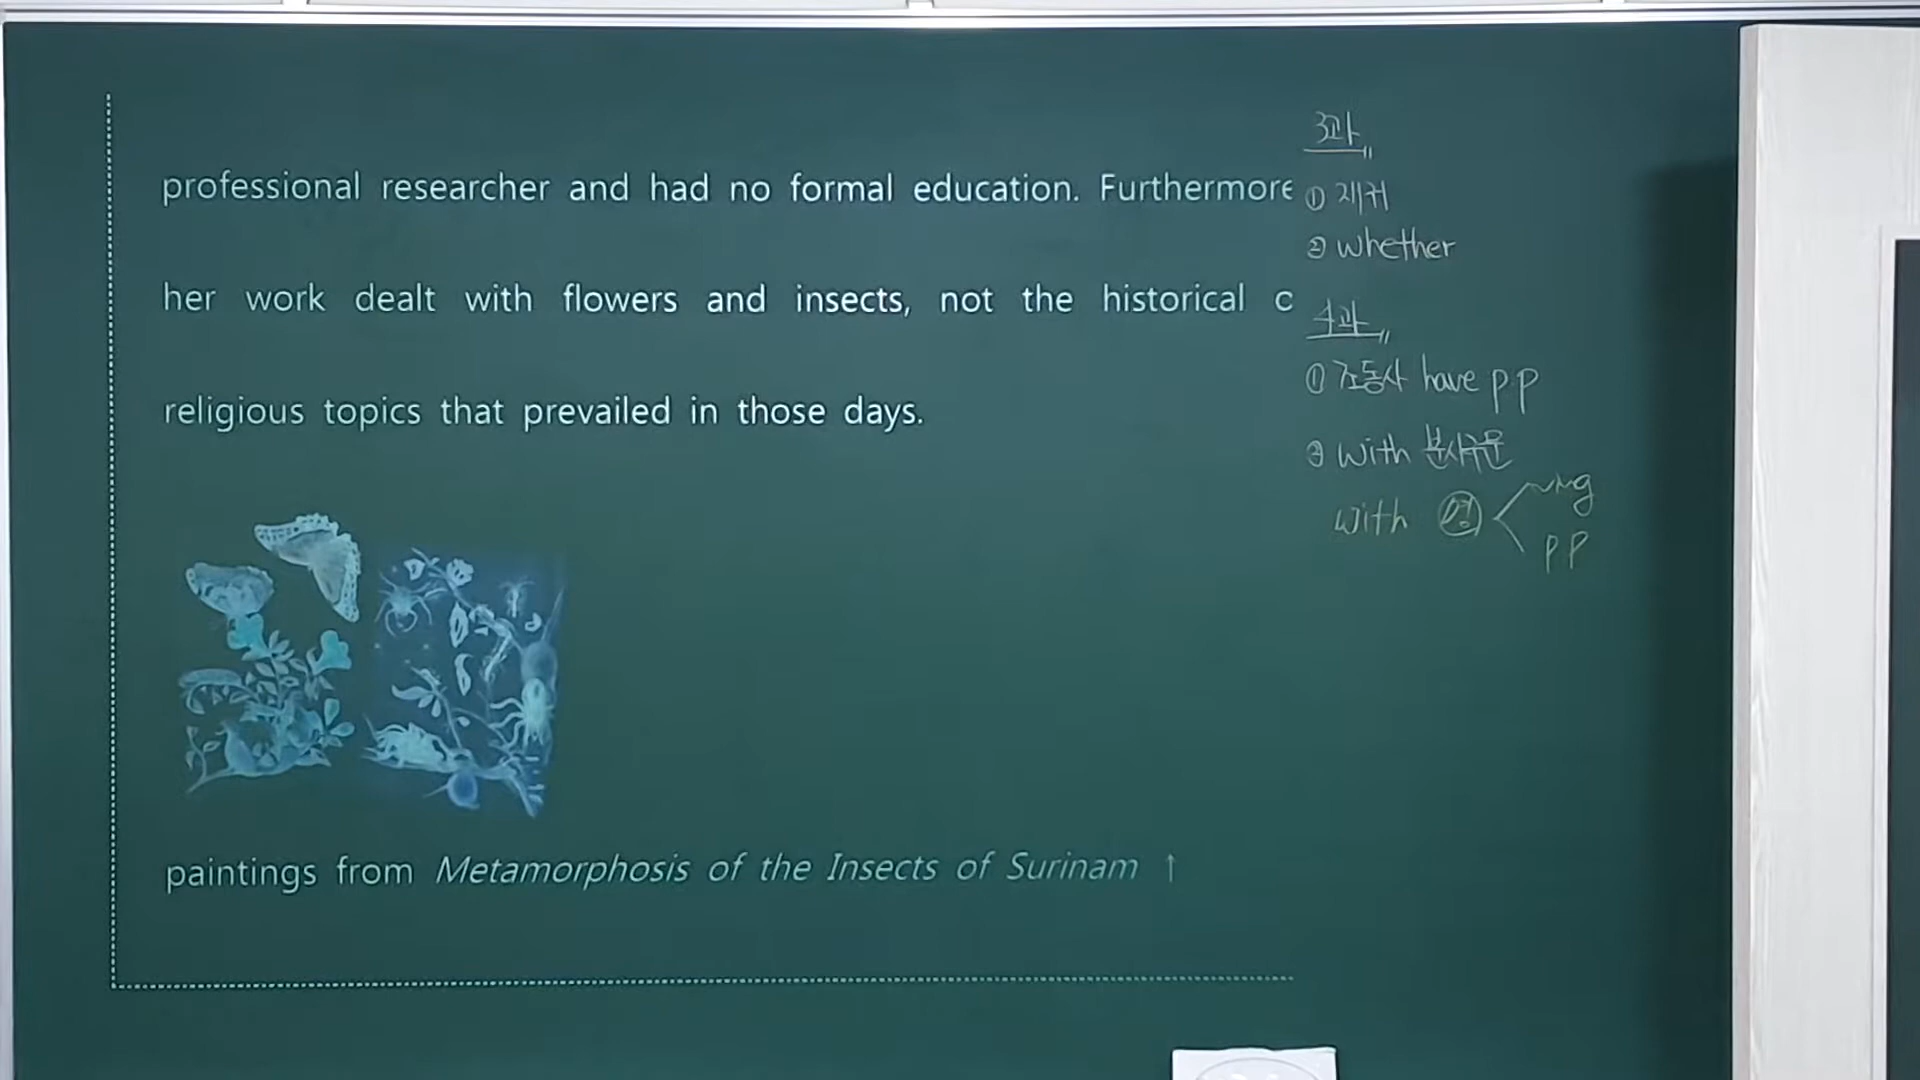 professional researcher and had no formal education. Furthermore
her work dealt with flowers and insects, not the historical
religious topics that prevailed in those days.
paintings from Metamorphosis of the Insects of Surinam ↑
3과
① 재귀
② whether
4과
① 조동사 have pp
② with 분사구문
with 명 ~ing
pp